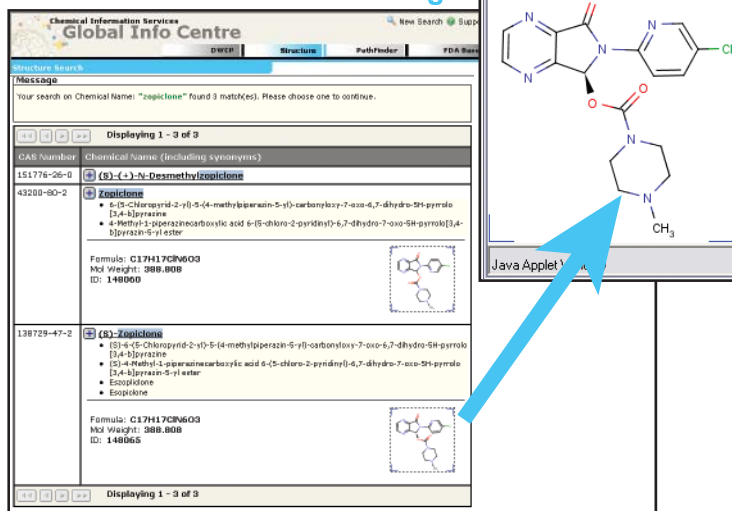 Chemical Information Services
Global Info Centre
New Search
DWCP
Structure
PathFinder
FDA
Structure Search
Message
Your search on Chemical Name: "zopiclone" found 3 match(es). Please choose one to continue.
Displaying 1 - 3 of 3
CAS Number Chemical Name (including synonyms)
151776-26-0 (S)-(+)-N-Desmethylzopiclone
43200-80-2 Zopiclone
6-(5-Chloropyrid-2-yl)-5-(4-methylpiperazin-5-yl)-carbonyloxy-7-oxo-6,7-dihydro-5H-pyrrolo
[3,4-b]pyrazine
4-Methyl-1-piperazinecarboxylic acid 6-(5-chloro-2-pyridinyl)-6,7-dihydro-7-oxo-5H-pyrrolo[3,4-
b]pyrazin-5-yl ester
Formula: C17H17ClN6O3
Mol Weight: 388.808
ID: 148060
138729-47-2 (S)-Zopiclone
(S)-6-(5-Chloropyrid-2-yl)-5-(4-methylpiperazin-5-yl)-carbonyloxy-7-oxo-6,7-dihydro-5H-pyrrolo
[3,4-b]pyrazine
(S)-4-Methyl-1-piperazinecarboxylic acid 6-(5-chloro-2-pyridinyl)-6,7-dihydro-7-oxo-5H-pyrrolo
[3,4-b]pyrazin-5-yl ester
Eszopliclone
Esopiclone
Formula: C17H17ClN6O3
Mol Weight: 388.808
ID: 148065
Displaying 1 - 3 of 3
N
N
N
N
Cl
O
O
N
N
CH3
Java Applet